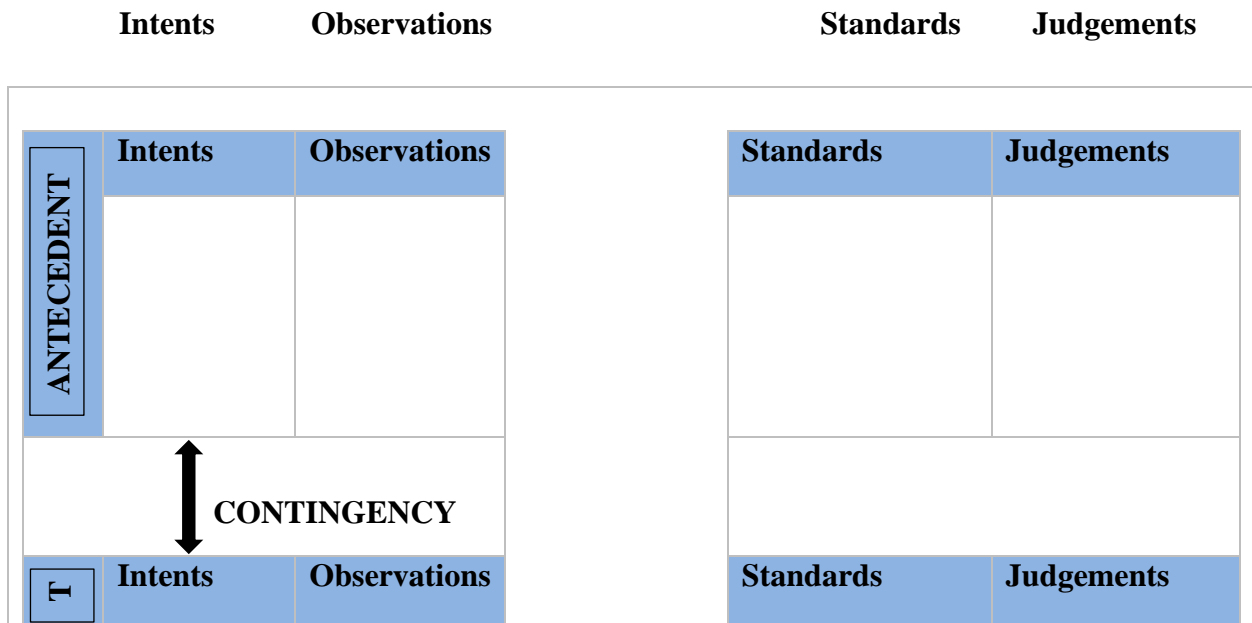 Intents Observations Standards Judgements
Intents Observations Standards Judgements
ANTECEDENT
CONTINGENCY
Intents Observations Standards Judgements
T